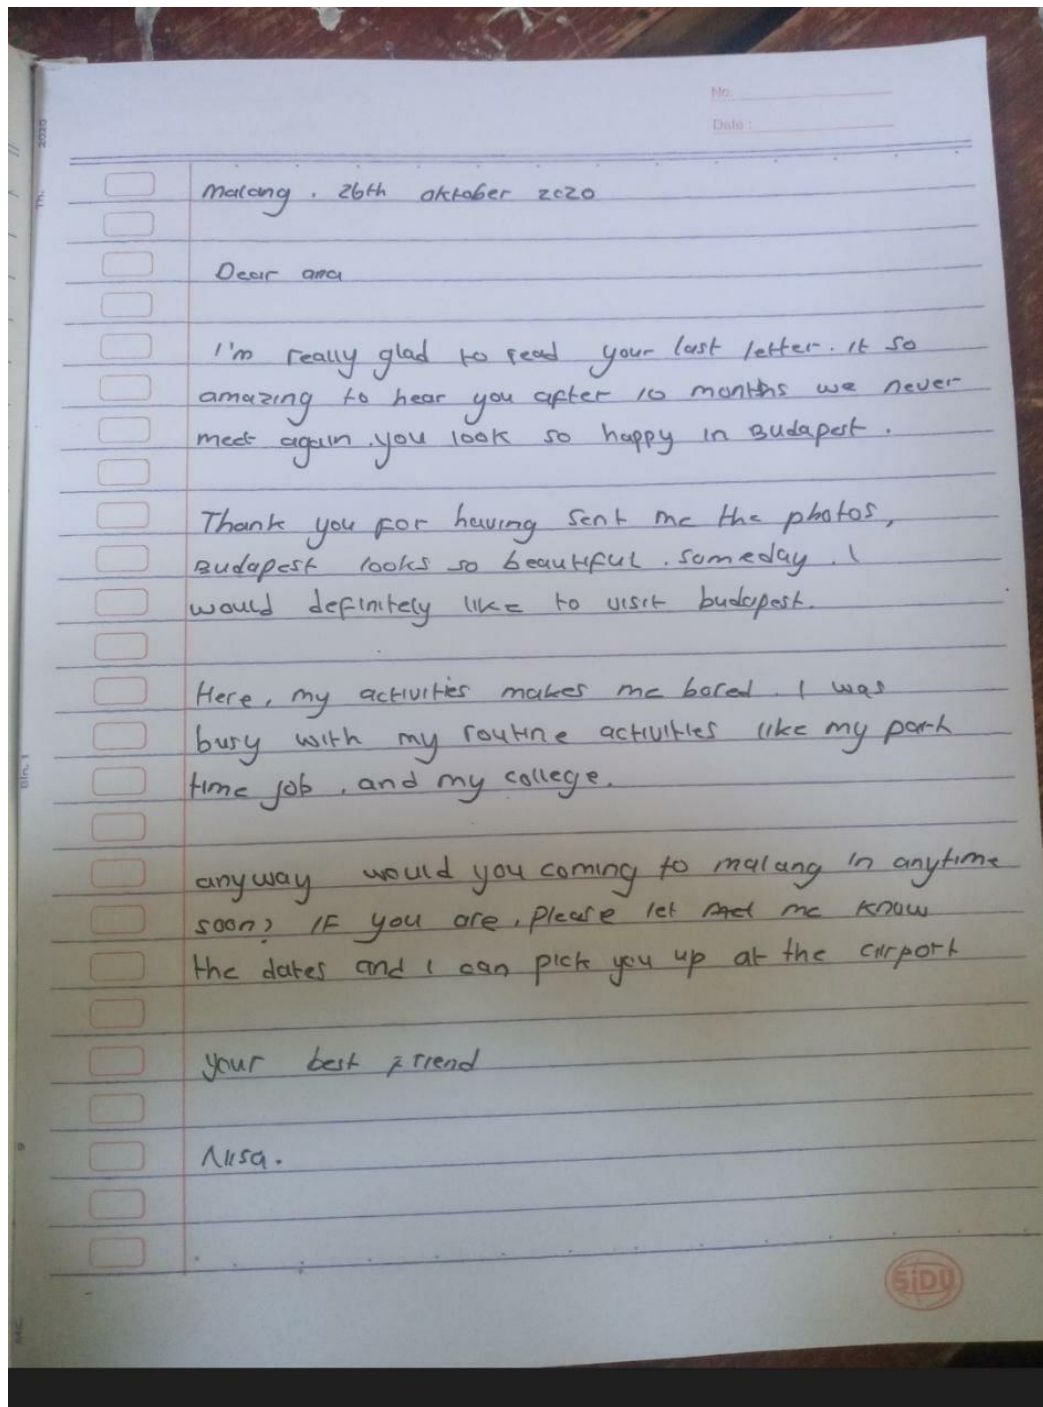 No.
Date :
Malang . 26th oktober 2020
Dear ana
I'm really glad to read your last letter. It so
amazing to hear you after 10 months we never
meet again. you look so happy in Budapest.
Thank you for having sent me the photos,
Budapest looks so beautiful. someday. I
would definitely like to visit budapest.
Here, my activities makes me bored. I was
busy with my routine activities like my part
time job, and my college.
anyway would you coming to malang in anytime
soon? IF you are, please let me know
the dates and I can pick you up at the airport
your best Friend
SiDU